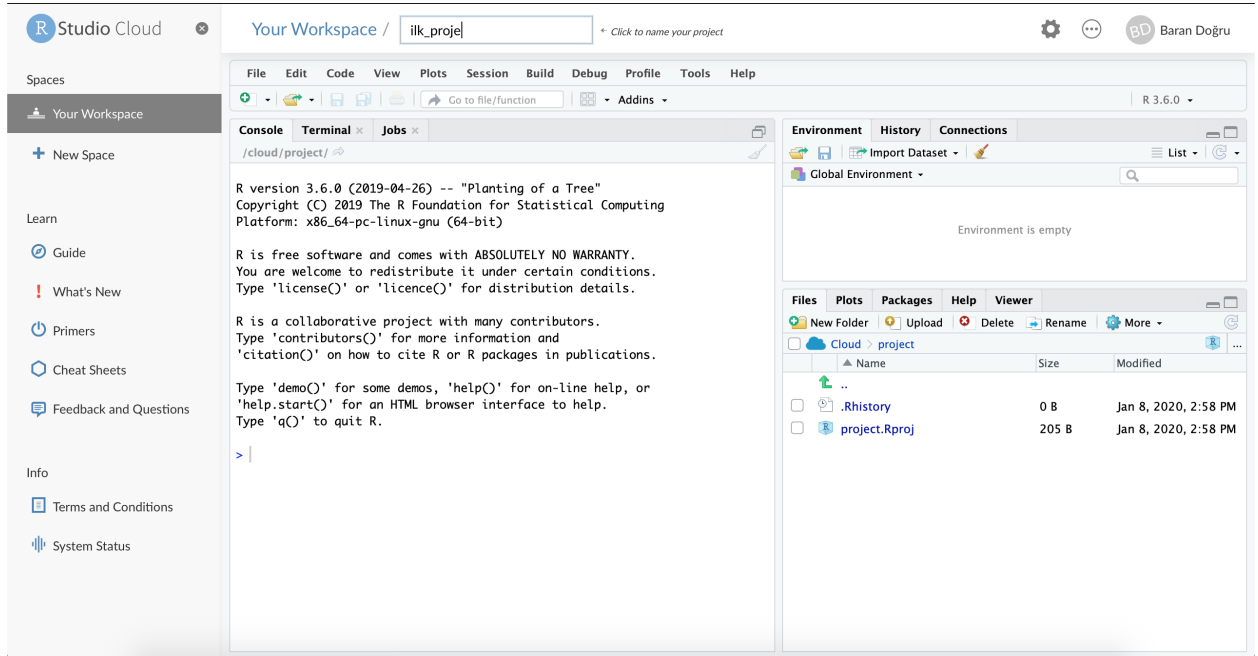 R Studio Cloud
Your Workspace / ilk_proje ← Click to name your project
BD Baran Doğru
Spaces
Your Workspace
New Space
Learn
Guide
What's New
Primers
Cheat Sheets
Feedback and Questions
Info
Terms and Conditions
System Status
File Edit Code View Plots Session Build Debug Profile Tools Help
Go to file/function Addins R 3.6.0
Console Terminal Jobs
/cloud/project/
R version 3.6.0 (2019-04-26) -- "Planting of a Tree"
Copyright (C) 2019 The R Foundation for Statistical Computing
Platform: x86_64-pc-linux-gnu (64-bit)
R is free software and comes with ABSOLUTELY NO WARRANTY.
You are welcome to redistribute it under certain conditions.
Type 'license()' or 'licence()' for distribution details.
R is a collaborative project with many contributors.
Type 'contributors()' for more information and
'citation()' on how to cite R or R packages in publications.
Type 'demo()' for some demos, 'help()' for on-line help, or
'help.start()' for an HTML browser interface to help.
Type 'q()' to quit R.
>
Environment History Connections
Import Dataset List
Global Environment
Environment is empty
Files Plots Packages Help Viewer
New Folder Upload Delete Rename More
Cloud > project R ...
Name Size Modified
..
.Rhistory 0 B Jan 8, 2020, 2:58 PM
R project.Rproj 205 B Jan 8, 2020, 2:58 PM